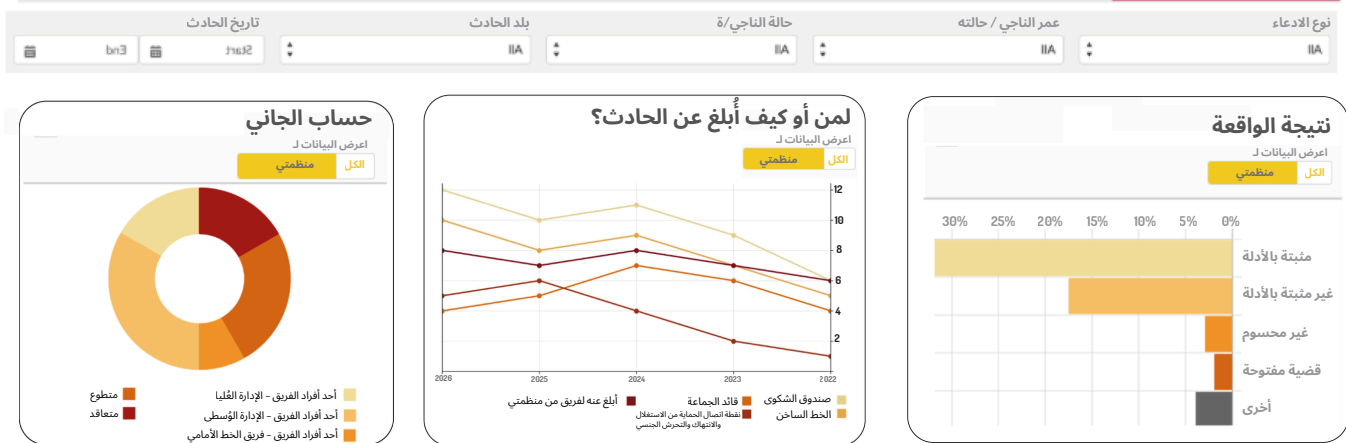 نوع الادعاء
عمر الناجي / حالته
حالة الناجي/ة
بلد الحادث
تاريخ الحادث
All
All
All
All
Start
End
نتيجة الواقعة
اعرض البيانات لـ
الكل
منظمتي
30% 25% 20% 15% 10% 5% 0%
مثبتة بالأدلة
غير مثبتة بالأدلة
غير محسوم
قضية مفتوحة
أخرى
لمن أو كيف أُبلغ عن الحادث؟
اعرض البيانات لـ
الكل
منظمتي
12
10
8
6
4
2
2026 2025 2024 2023 2022
صندوق الشكوى
قائد الجماعة
أبلغ عنه لفريق من منظمتي
الخط الساخن
نقطة اتصال الحماية من الاستغلال
والانتهاك والتحرش الجنسي
حساب الجاني
اعرض البيانات لـ
الكل
منظمتي
أحد أفراد الفريق – الإدارة العُليا
متطوع
أحد أفراد الفريق – الإدارة الوُسطى
متعاقد
أحد أفراد الفريق – فريق الخط الأمامي